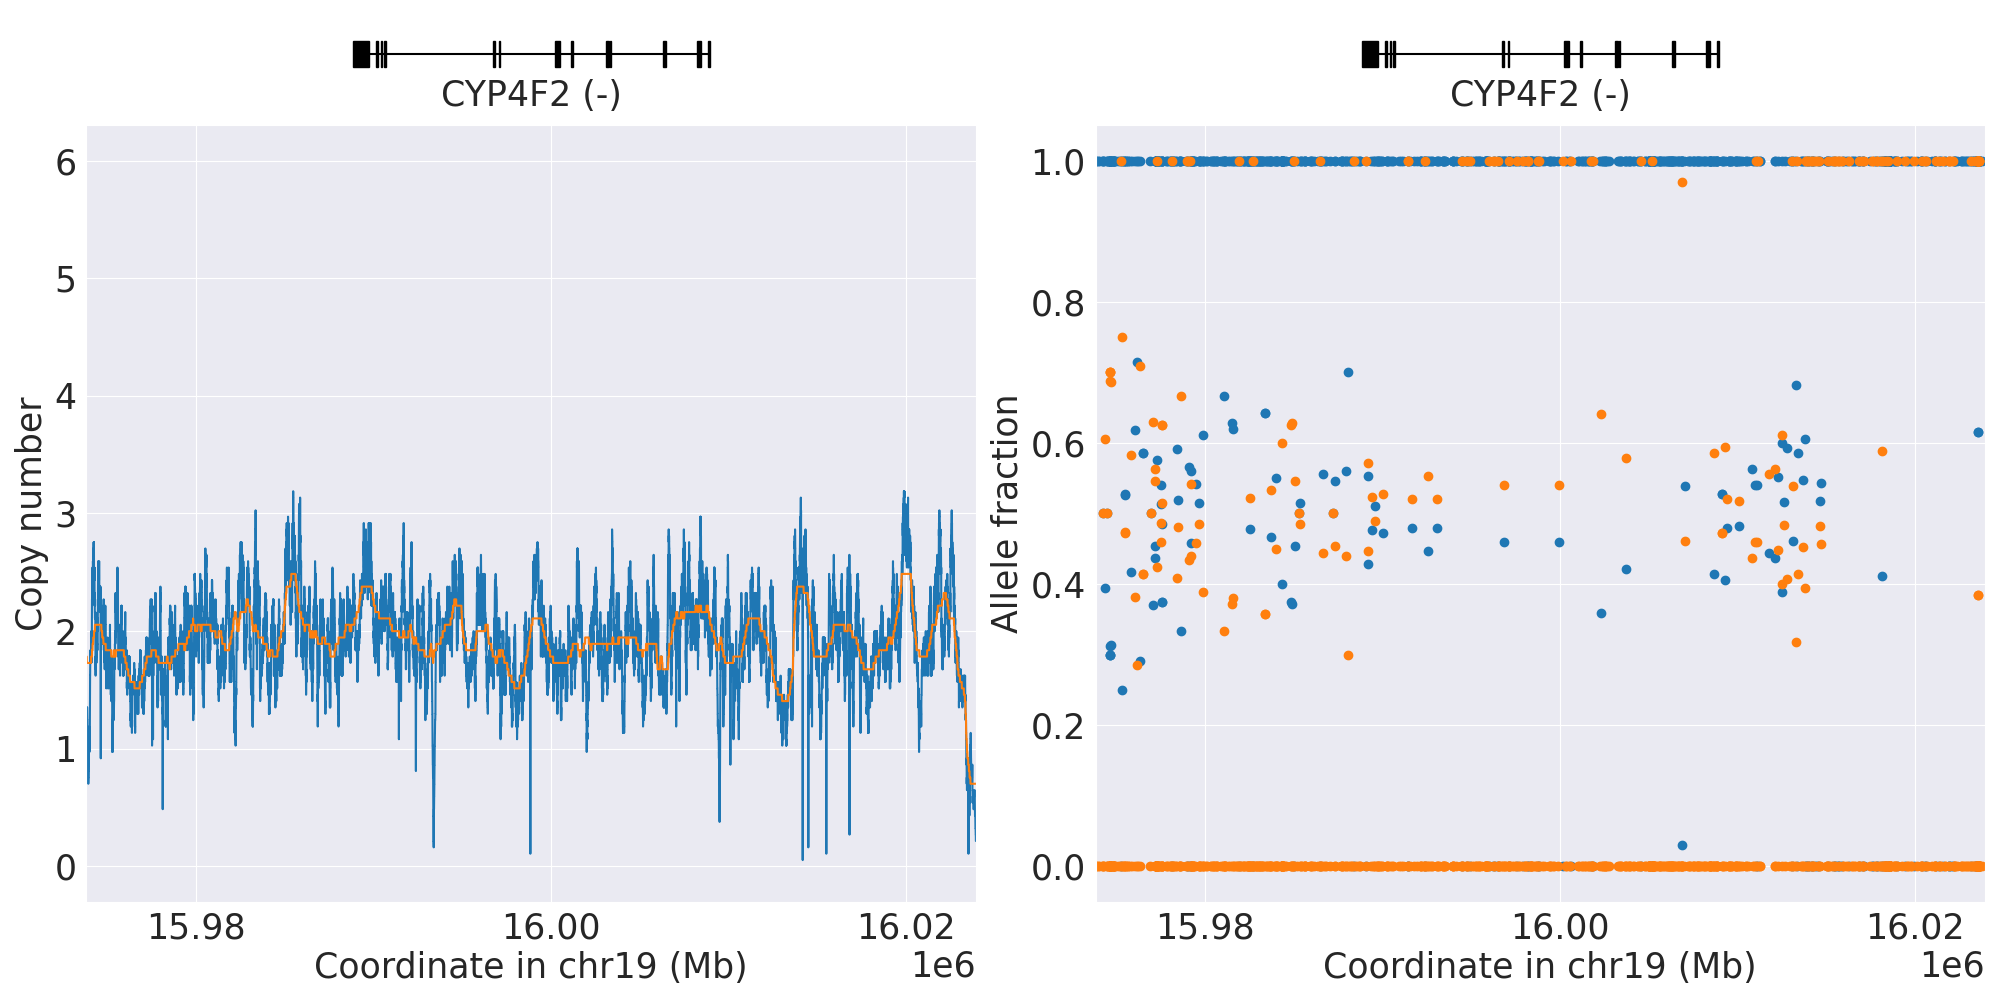 CYP4F2 (-)
6
5
4
3
2
1
0
Copy number
15.98
16.00
16.02
Coordinate in chr19 (Mb)
1e6
CYP4F2 (-)
1.0
0.8
0.6
0.4
0.2
0.0
Allele fraction
15.98
16.00
16.02
Coordinate in chr19 (Mb)
1e6